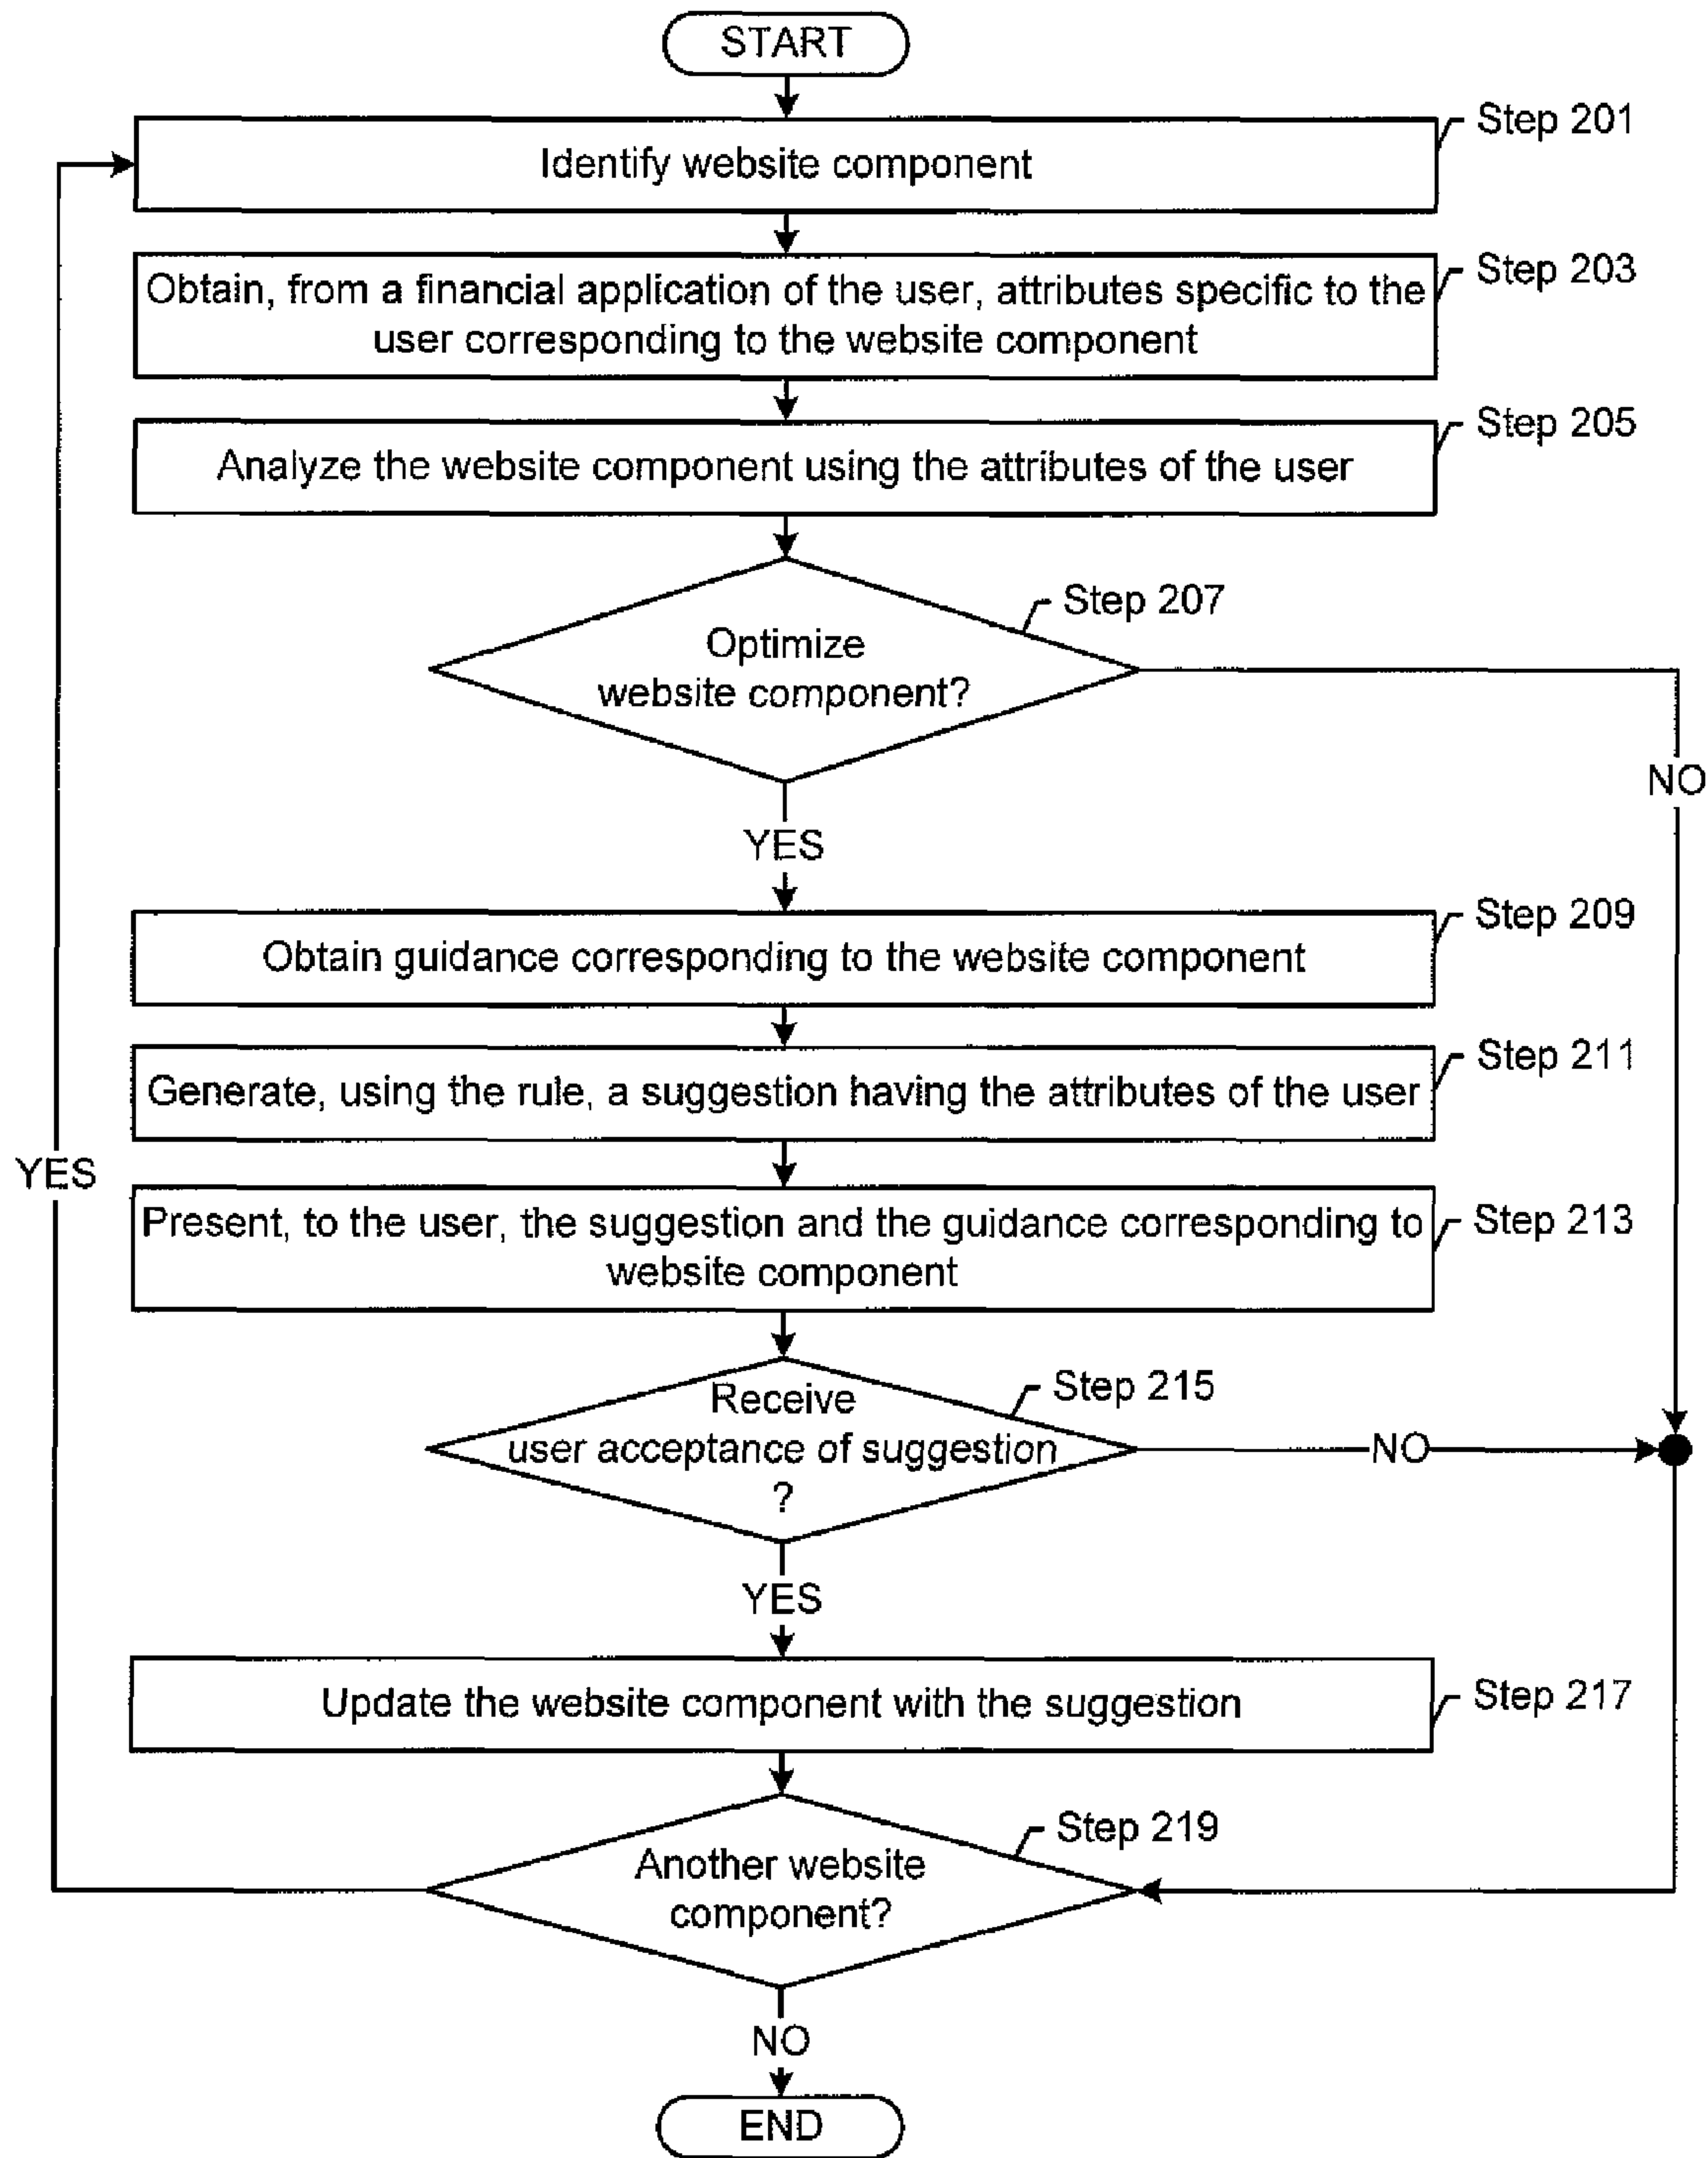 START
Step 201
Identify website component
Step 203
Obtain, from a financial application of the user, attributes specific to the
user corresponding to the website component
Step 205
Analyze the website component using the attributes of the user
Step 207
Optimize
website component?
NO
YES
Step 209
Obtain guidance corresponding to the website component
Step 211
Generate, using the rule, a suggestion having the attributes of the user
YES
Step 213
Present, to the user, the suggestion and the guidance corresponding to
website component
Step 215
Receive
user acceptance of suggestion
?
NO
YES
Step 217
Update the website component with the suggestion
Step 219
Another website
component?
NO
END